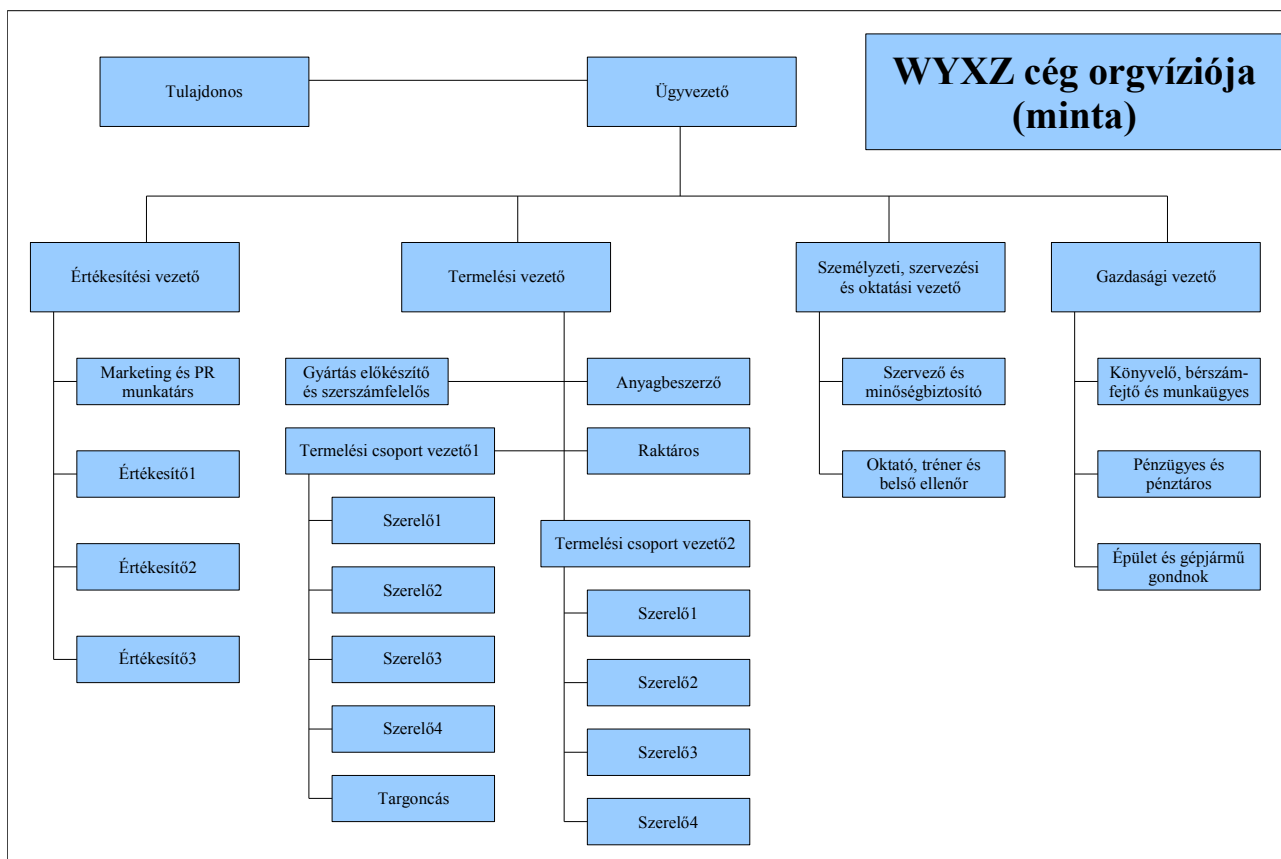 WYXZ cég orgvíziója
(minta)
Tulajdonos
Ügyvezető
Értékesítési vezető
Termelési vezető
Személyzeti, szervezési
és oktatási vezető
Gazdasági vezető
Marketing és PR
munkatárs
Értékesítő1
Értékesítő2
Értékesítő3
Gyártás előkészítő
és szerszámfelelős
Anyagbeszerző
Termelési csoport vezető1
Raktáros
Szerelő1
Szerelő2
Szerelő3
Szerelő4
Targoncás
Termelési csoport vezető2
Szerelő1
Szerelő2
Szerelő3
Szerelő4
Szervező és
minőségbiztosító
Oktató, tréner és
belső ellenőr
Könyvelő, bérszám-
fejtő és munkaügyes
Pénzügyes és
pénztáros
Épület és gépjármű
gondnok